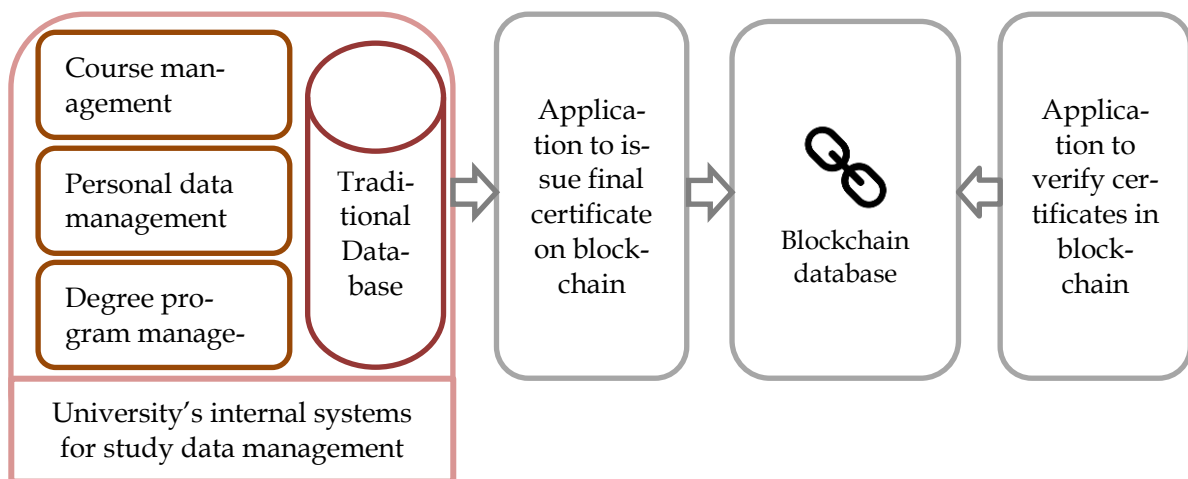 Course man-
agement
Personal data
management
Degree pro-
gram manage-
Tradi-
tional
Data-
base
University’s internal systems
for study data management
Applica-
tion to is-
sue final
certificate
on block-
chain
Blockchain
database
Applica-
tion to
verify cer-
tificates in
block-
chain